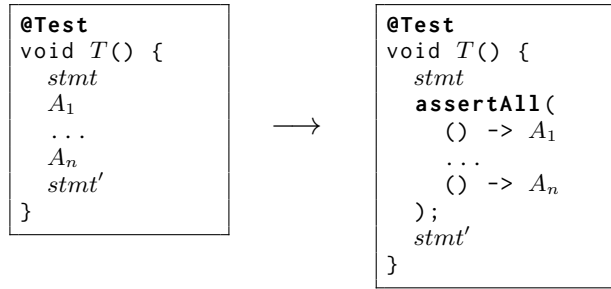 @Test
void T() {
stmt
A₁
...
Aₙ
stmt′
}
⟶
@Test
void T() {
stmt
assertAll(
() -> A₁
...
() -> Aₙ
);
stmt′
}